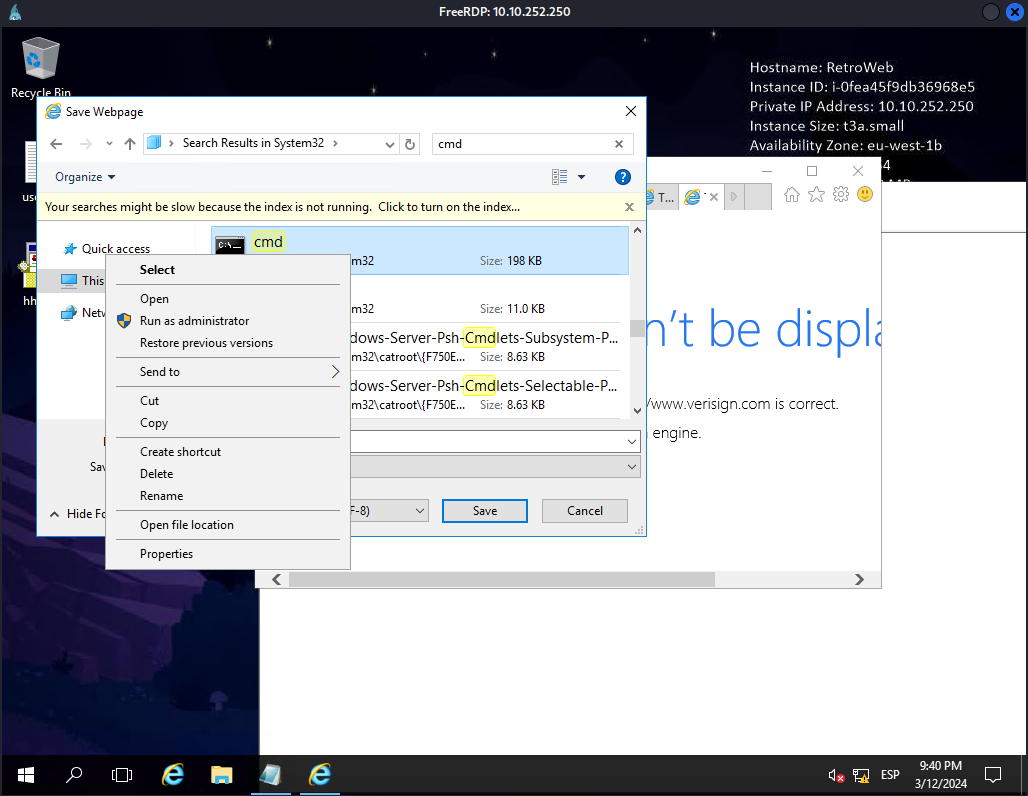 FreeRDP: 10.10.252.250
Recycle Bin
Hostname: RetroWeb
Instance ID: i-0fea45f9db36968e5
Private IP Address: 10.10.252.250
Instance Size: t3a.small
Availability Zone: eu-west-1b
Save Webpage
Search Results in System32
cmd
Organize
?
Your searches might be slow because the index is not running. Click to turn on the index...
T...
Quick access
This
Netw
cmd
m32
Size: 198 KB
m32
Size: 11.0 KB
dows-Server-Psh-Cmdlets-Subsystem-P...
m32\catroot\{F750E...
Size: 8.63 KB
dows-Server-Psh-Cmdlets-Selectable-P...
m32\catroot\{F750E...
Size: 8.63 KB
Select
Open
Run as administrator
Restore previous versions
Send to
Cut
Copy
Create shortcut
Delete
Rename
Open file location
Properties
Sav
Hide Fo
F-8)
Save
Cancel
n't be displa
/www.verisign.com is correct.
engine.
ESP
9:40 PM
3/12/2024